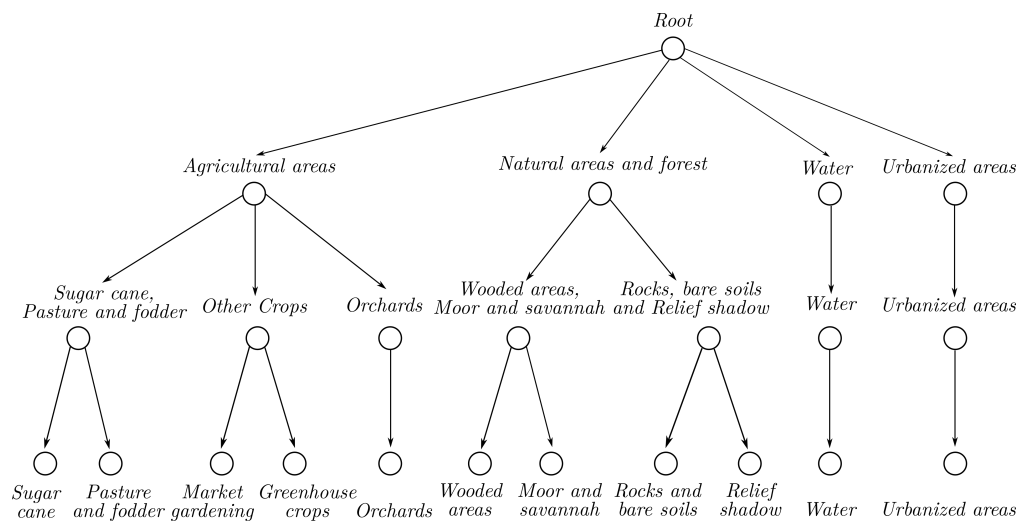 Root
Agricultural areas
Natural areas and forest
Water
Urbanized areas
Sugar cane,
Pasture and fodder
Other Crops
Orchards
Wooded areas,
Moor and savannah
Rocks, bare soils
and Relief shadow
Water
Urbanized areas
Sugar
cane
Pasture
and fodder
Market
gardening
Greenhouse
crops
Orchards
Wooded
areas
Moor and
savannah
Rocks and
bare soils
Relief
shadow
Water
Urbanized areas